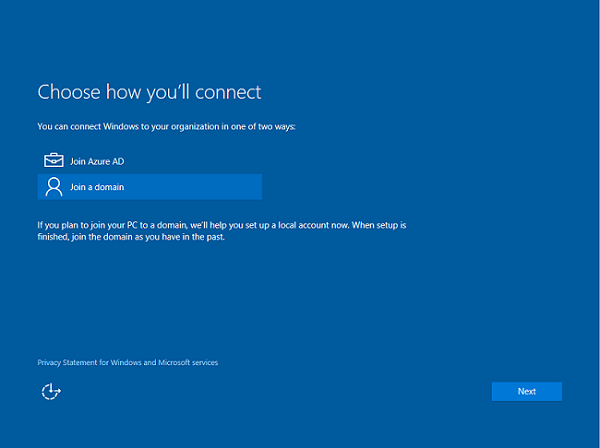 Choose how you'll connect
You can connect Windows to your organization in one of two ways:
Join Azure AD
Join a domain
If you plan to join your PC to a domain, we'll help you set up a local account now. When setup is
finished, join the domain as you have in the past.
Privacy Statement for Windows and Microsoft services
Next